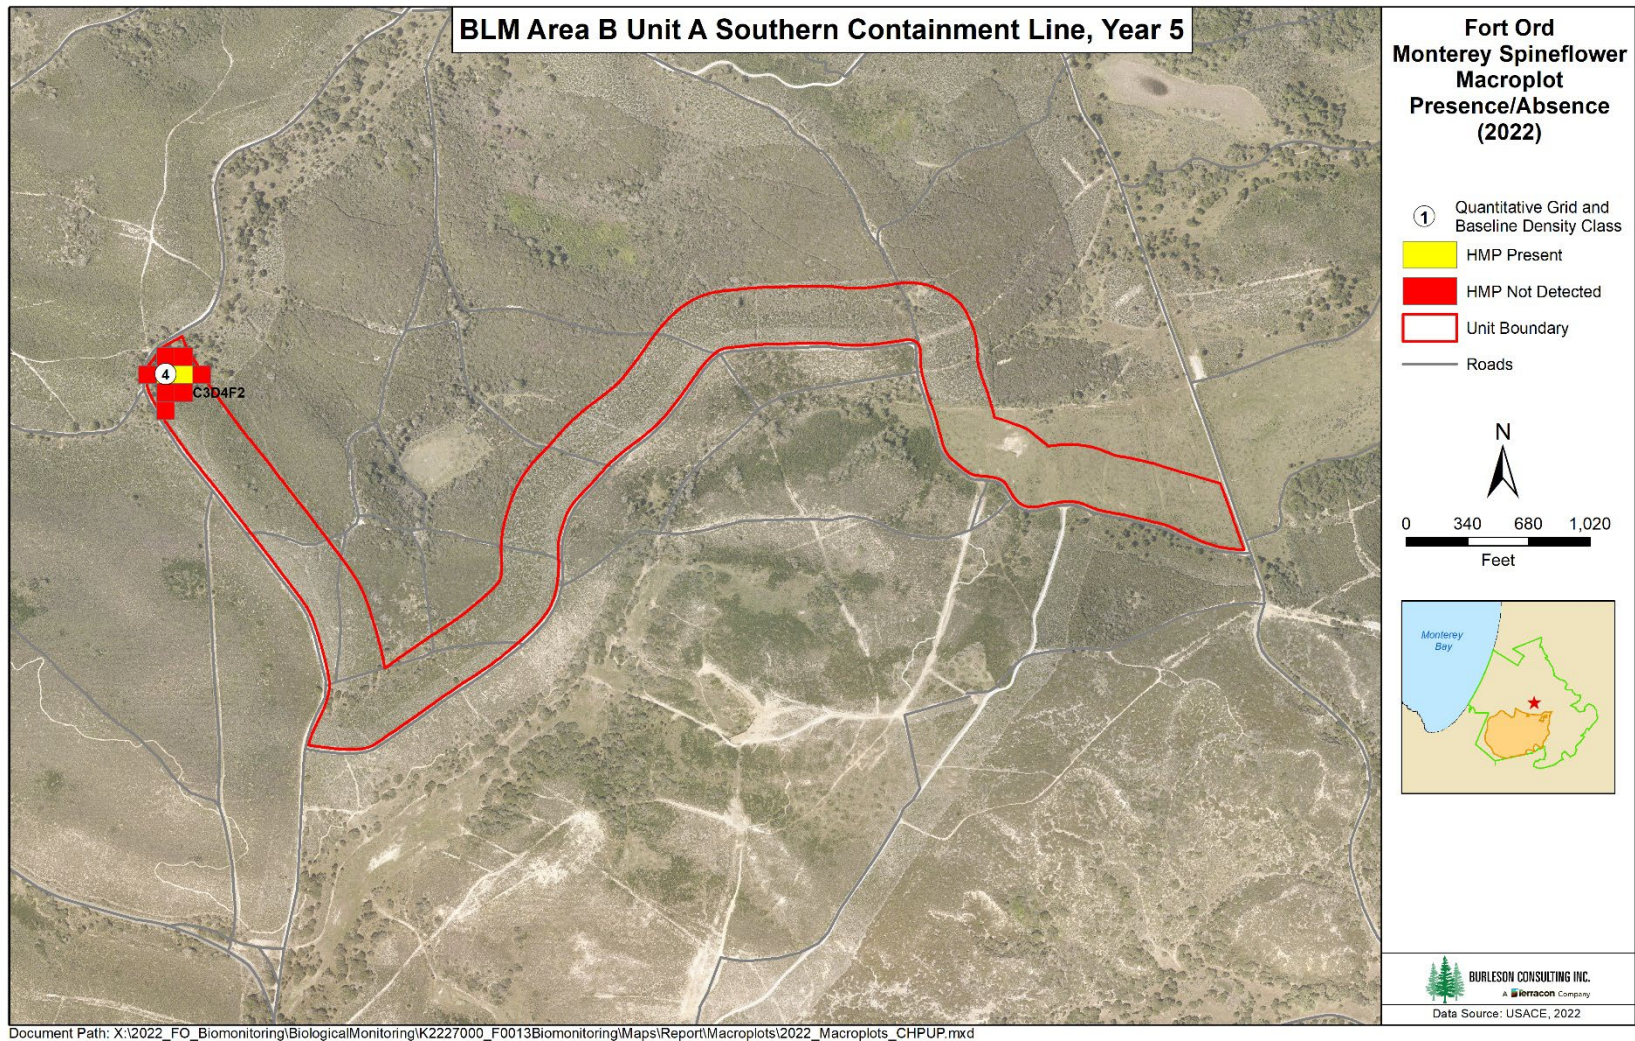 BLM Area B Unit A Southern Containment Line, Year 5
4
C3D4F2
Fort Ord
Monterey Spineflower
Macroplot
Presence/Absence
(2022)
1
Quantitative Grid and
Baseline Density Class
HMP Present
HMP Not Detected
Unit Boundary
Roads
N
0 340 680 1,020
Feet
Monterey
Bay
BURLESON CONSULTING INC.
A Terracon Company
Data Source: USACE, 2022
Document Path: X:\2022_FO_Biomonitoring\BiologicalMonitoring\K2227000_F0013Biomonitoring\Maps\Report\Macroplots\2022_Macroplots_CHPUP.mxd